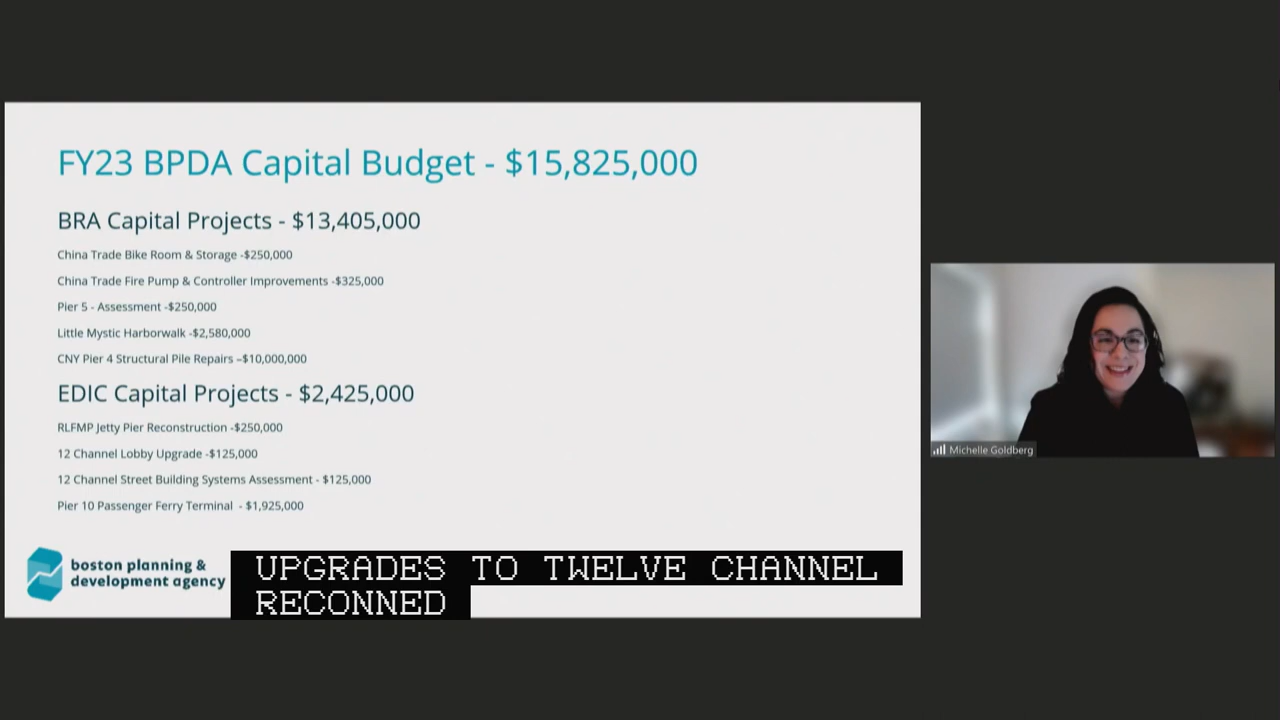 FY23 BPDA Capital Budget - $15,825,000
BRA Capital Projects - $13,405,000
China Trade Bike Room & Storage -$250,000
China Trade Fire Pump & Controller Improvements -$325,000
Pier 5 - Assessment -$250,000
Little Mystic Harborwalk -$2,580,000
CNY Pier 4 Structural Pile Repairs –$10,000,000
EDIC Capital Projects - $2,425,000
RLFMP Jetty Pier Reconstruction -$250,000
12 Channel Lobby Upgrade -$125,000
12 Channel Street Building Systems Assessment - $125,000
Pier 10 Passenger Ferry Terminal - $1,925,000
boston planning &
development agency
UPGRADES TO TWELVE CHANNEL
RECONNED
Michelle Goldberg